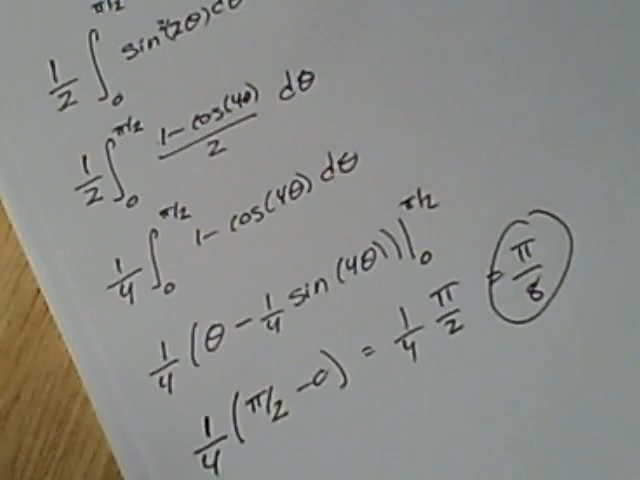 1/2 ∫₀^π/2 sin²(2θ)dθ
1/2 ∫₀^π/2 (1-cos(4θ))/2 dθ
1/4 ∫₀^π/2 1-cos(4θ) dθ
1/4 (θ - 1/4 sin(4θ))|₀^π/2
1/4 (π/2 - 0) = 1/4 π/2 = π/8